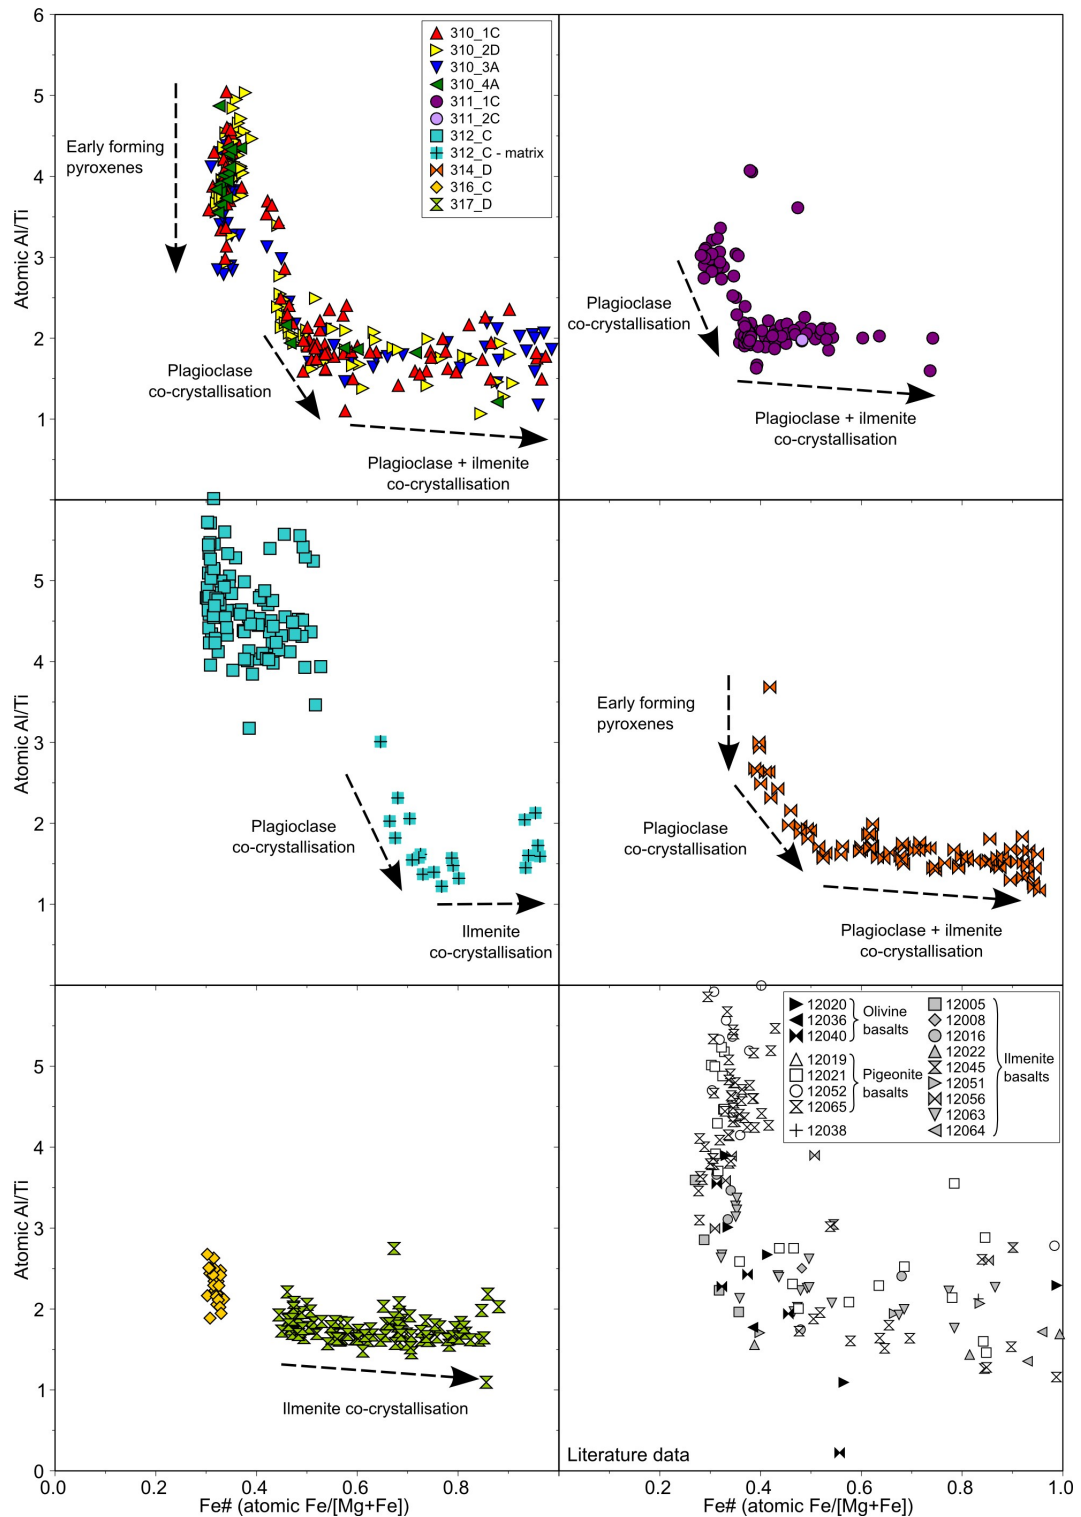 6
5
4
3
2
1
Atomic Al/Ti
Early forming
pyroxenes
Plagioclase
co-crystallisation
Plagioclase + ilmenite
co-crystallisation
310_1C
310_2D
310_3A
310_4A
311_1C
311_2C
312_C
312_C - matrix
314_D
316_C
317_D
Plagioclase
co-crystallisation
Plagioclase + ilmenite
co-crystallisation
5
4
3
2
1
Atomic Al/Ti
Plagioclase
co-crystallisation
Ilmenite
co-crystallisation
Early forming
pyroxenes
Plagioclase
co-crystallisation
Plagioclase + ilmenite
co-crystallisation
5
4
3
2
1
0
Atomic Al/Ti
Ilmenite co-crystallisation
0.0
0.2
0.4
0.6
0.8
Fe# (atomic Fe/[Mg+Fe])
12020
12036
12040
Olivine
basalts
12019
12021
12052
12065
Pigeonite
basalts
12038
12005
12008
12016
12022
12045
12051
12056
12063
12064
Ilmenite
basalts
Literature data
0.2
0.4
0.6
0.8
1.0
Fe# (atomic Fe/[Mg+Fe])